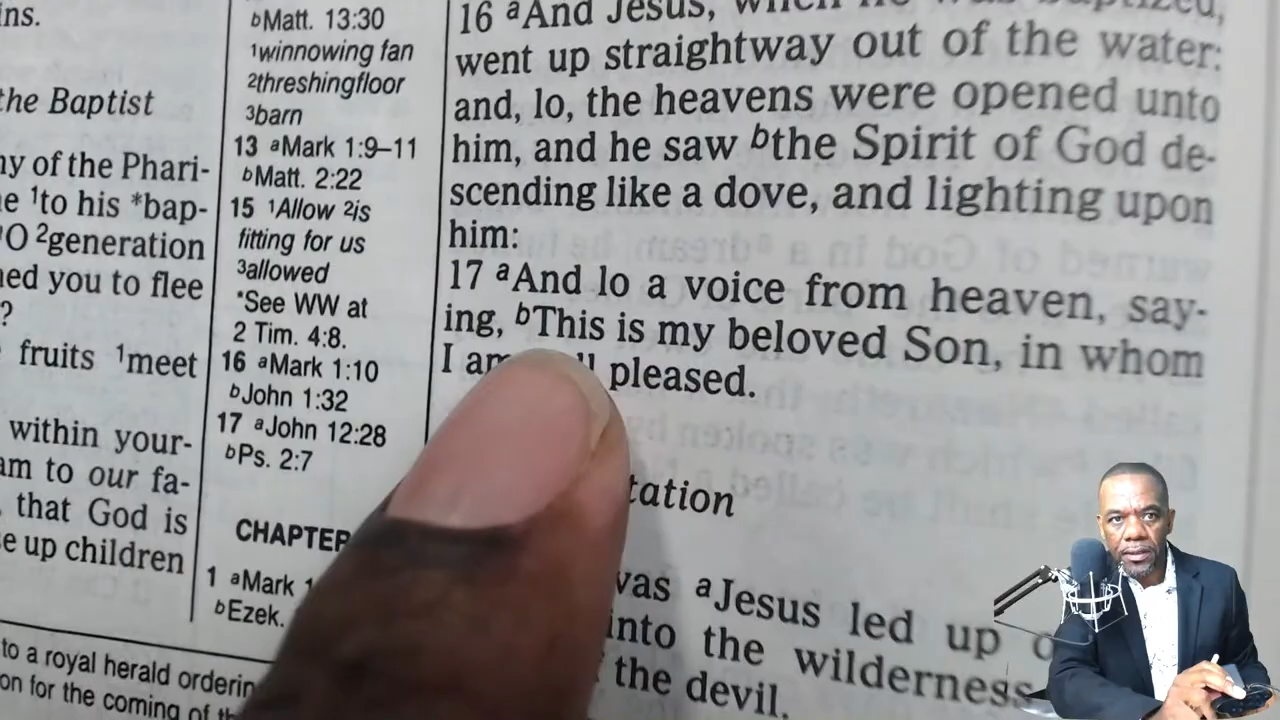 ins.
the Baptist
ny of the Phari-
e ¹to his *bap-
O ²generation
ned you to flee
?
fruits ¹meet
within your-
am to our fa-
that God is
se up children
to a royal herald orderin
on for the coming of
ᵇMatt. 13:30
¹winnowing fan
²threshingfloor
³barn
13 ᵃMark 1:9–11
ᵇMatt. 2:22
15 ¹Allow ²is
fitting for us
³allowed
*See WW at
2 Tim. 4:8.
16 ᵃMark 1:10
ᵇJohn 1:32
17 ᵃJohn 12:28
ᵇPs. 2:7
CHAPTER
1 ᵃMark
ᵇEzek.
16 ᵃAnd Jesus, when he was baptized,
went up straightway out of the water:
and, lo, the heavens were opened unto
him, and he saw ᵇthe Spirit of God de-
scending like a dove, and lighting upon
him:
17 ᵃAnd lo a voice from heaven, say-
ing, ᵇThis is my beloved Son, in whom
I am pleased.
tation
was ᵃJesus led up
into the wilderness
the devil.